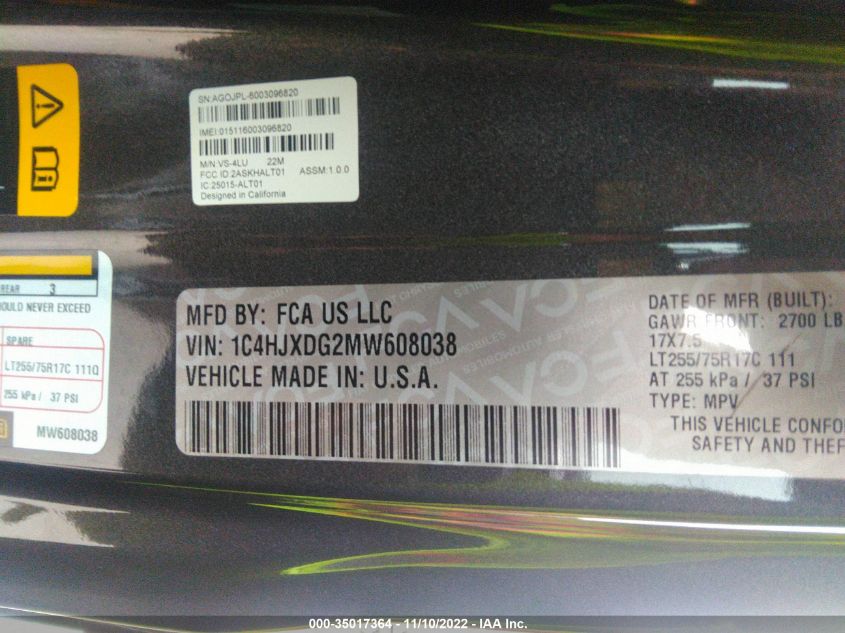 SN:AGOJPL-6003096820
IMEI:015116003096820
M/N VS-4LU 22M
FCC ID:2ASKHALT01 ASSM:1.0.0
IC:25015-ALT01
Designed in California
REAR 3
OULD NEVER EXCEED
SPARE
LT255/75R17C 111Q
255 kPa / 37 PSI
MW608038
MFD BY: FCA US LLC
VIN: 1C4HJXDG2MW608038
VEHICLE MADE IN: U.S.A.
DATE OF MFR (BUILT):
GAWR FRONT: 2700 LB
17X7.5
LT255/75R17C 111
AT 255 kPa / 37 PSI
TYPE: MPV
THIS VEHICLE CONFO
SAFETY AND THEF
000-35017364 - 11/10/2022 - IAA Inc.